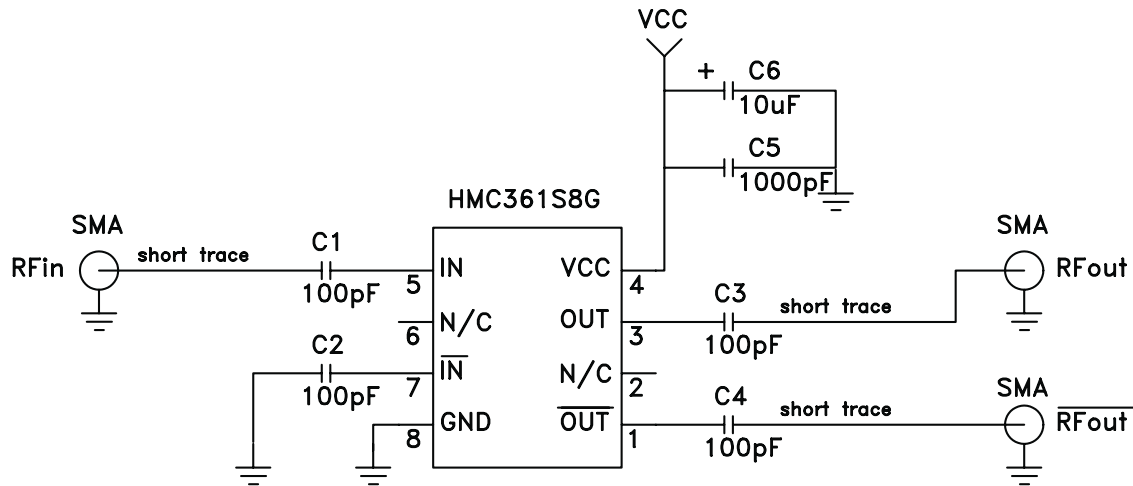 VCC
+ C6
10uF
C5
1000pF
HMC361S8G
SMA
RFin
short trace
C1
100pF
5
IN
VCC
4
SMA
RFout
6
N/C
OUT
3
C3
100pF
short trace
C2
100pF
7
IN
N/C
2
8
GND
OUT
1
C4
100pF
short trace
SMA
RFout